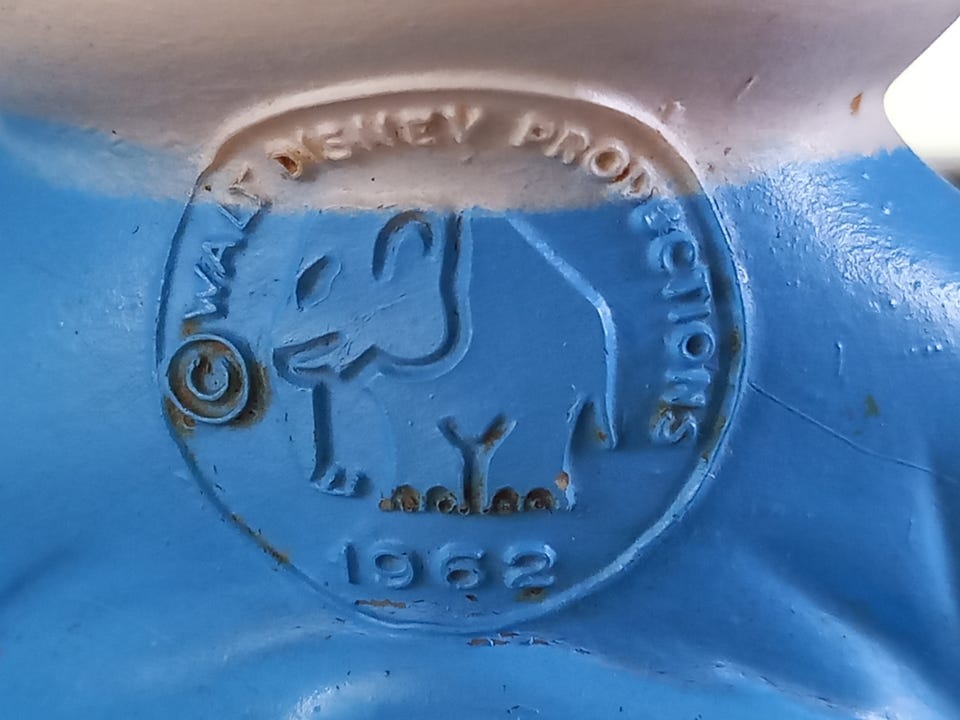 © WALT DISNEY PRODUCTIONS
1962